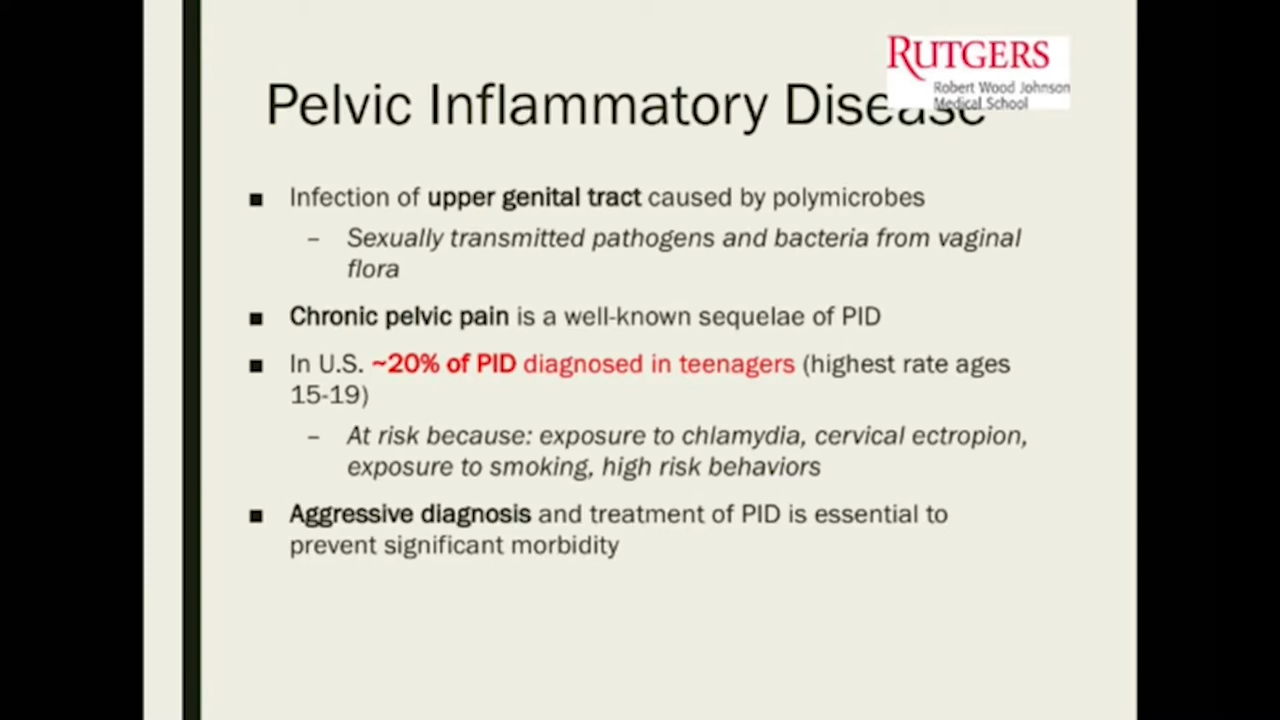 RUTGERS
Robert Wood Johnson
Medical School
Pelvic Inflammatory Disease
■ Infection of upper genital tract caused by polymicrobes
– Sexually transmitted pathogens and bacteria from vaginal
flora
■ Chronic pelvic pain is a well-known sequelae of PID
■ In U.S. ~20% of PID diagnosed in teenagers (highest rate ages
15-19)
– At risk because: exposure to chlamydia, cervical ectropion,
exposure to smoking, high risk behaviors
■ Aggressive diagnosis and treatment of PID is essential to
prevent significant morbidity